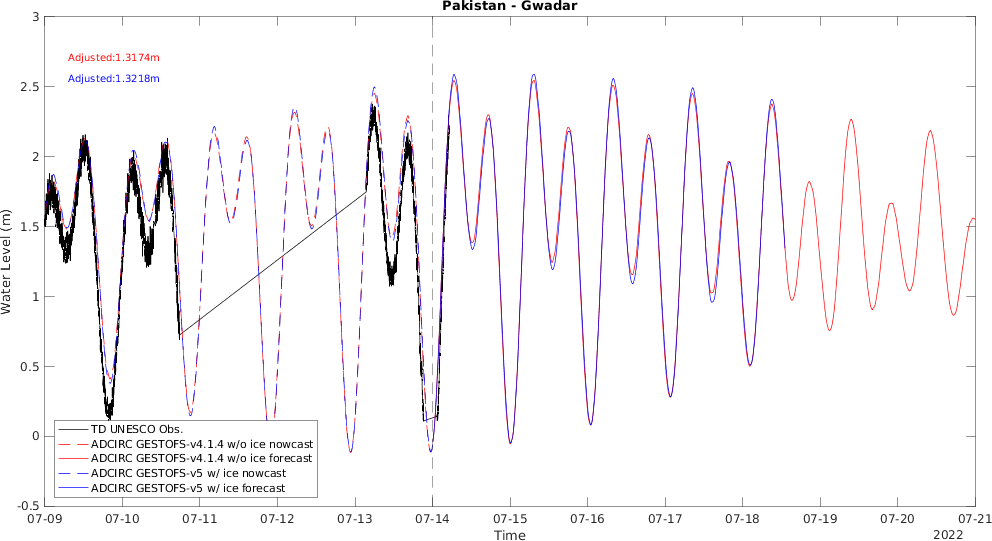 Pakistan - Gwadar
3
Adjusted:1.3174m
Adjusted:1.3218m
2.5
2
1.5
1
0.5
0
-0.5
Water Level (m)
TD UNESCO Obs.
ADCIRC GESTOFS-v4.1.4 w/o ice nowcast
ADCIRC GESTOFS-v4.1.4 w/o ice forecast
ADCIRC GESTOFS-v5 w/ ice nowcast
ADCIRC GESTOFS-v5 w/ ice forecast
07-09 07-10 07-11 07-12 07-13 07-14 07-15 07-16 07-17 07-18 07-19 07-20 07-21
Time
2022